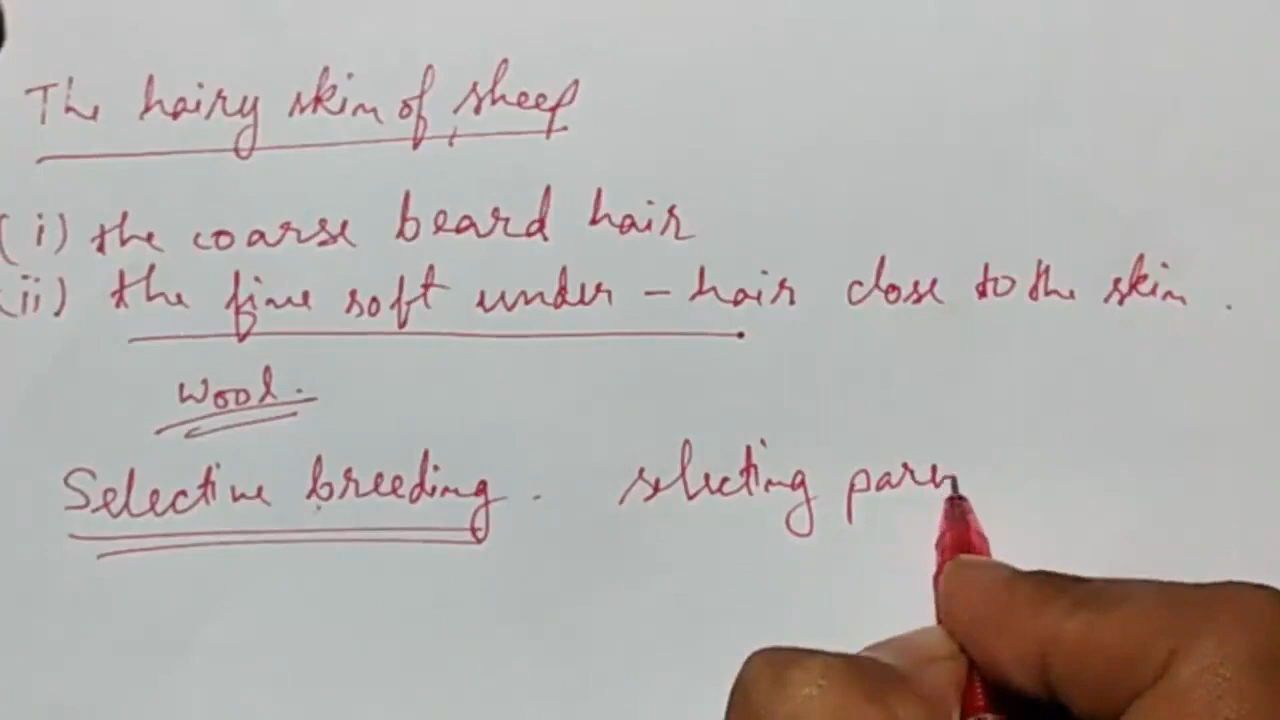 The hairy skin of sheep
(i) the coarse beard hair
(ii) the fine soft under - hair close to the skin .
Wool.
Selective breeding . selecting paren